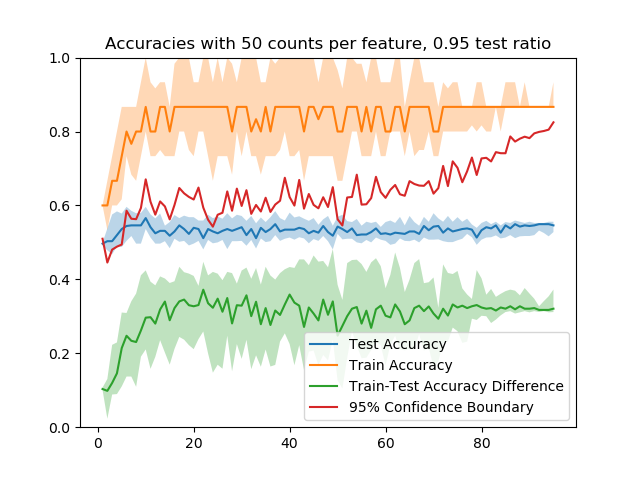 Accuracies with 50 counts per feature, 0.95 test ratio
1.0
0.8
0.6
0.4
0.2
0.0
Test Accuracy
Train Accuracy
Train-Test Accuracy Difference
95% Confidence Boundary
0 20 40 60 80